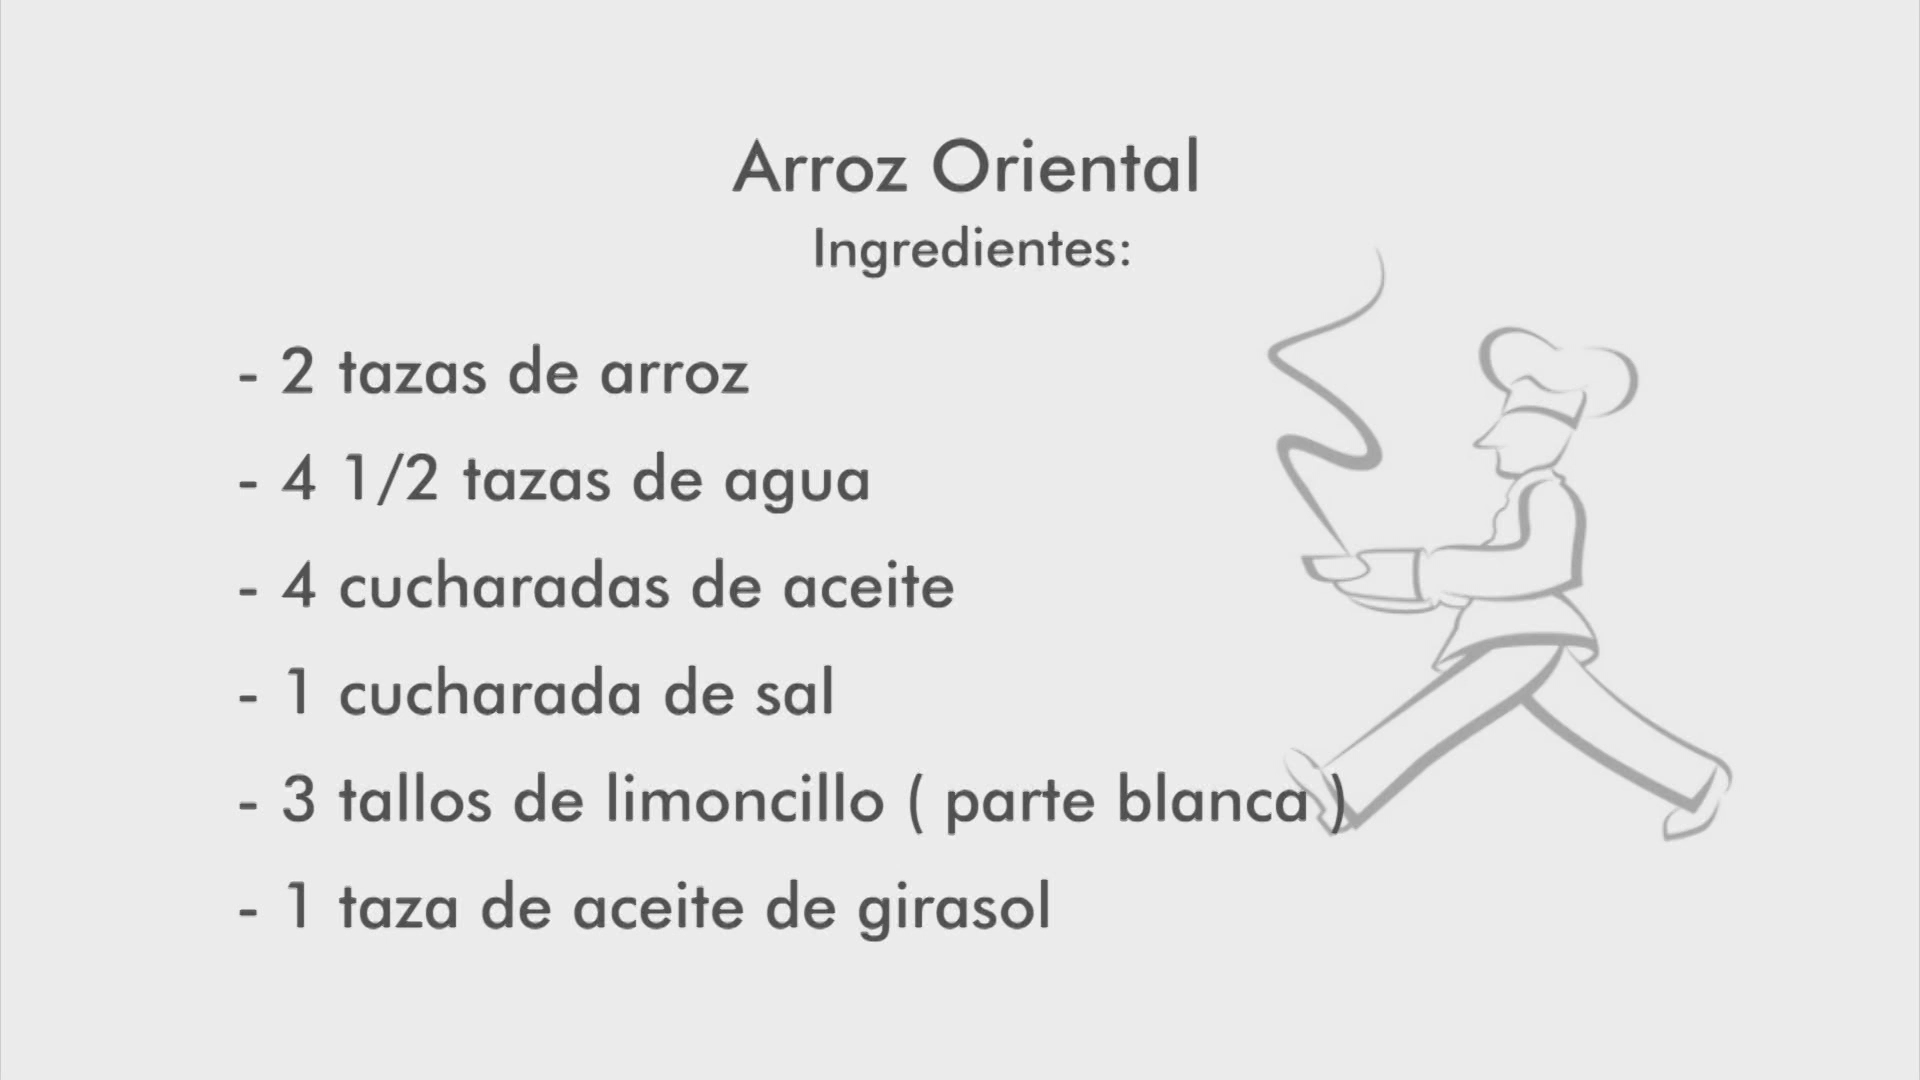 Arroz Oriental
Ingredientes:
- 2 tazas de arroz
- 4 1/2 tazas de agua
- 4 cucharadas de aceite
- 1 cucharada de sal
- 3 tallos de limoncillo ( parte blanca )
- 1 taza de aceite de girasol